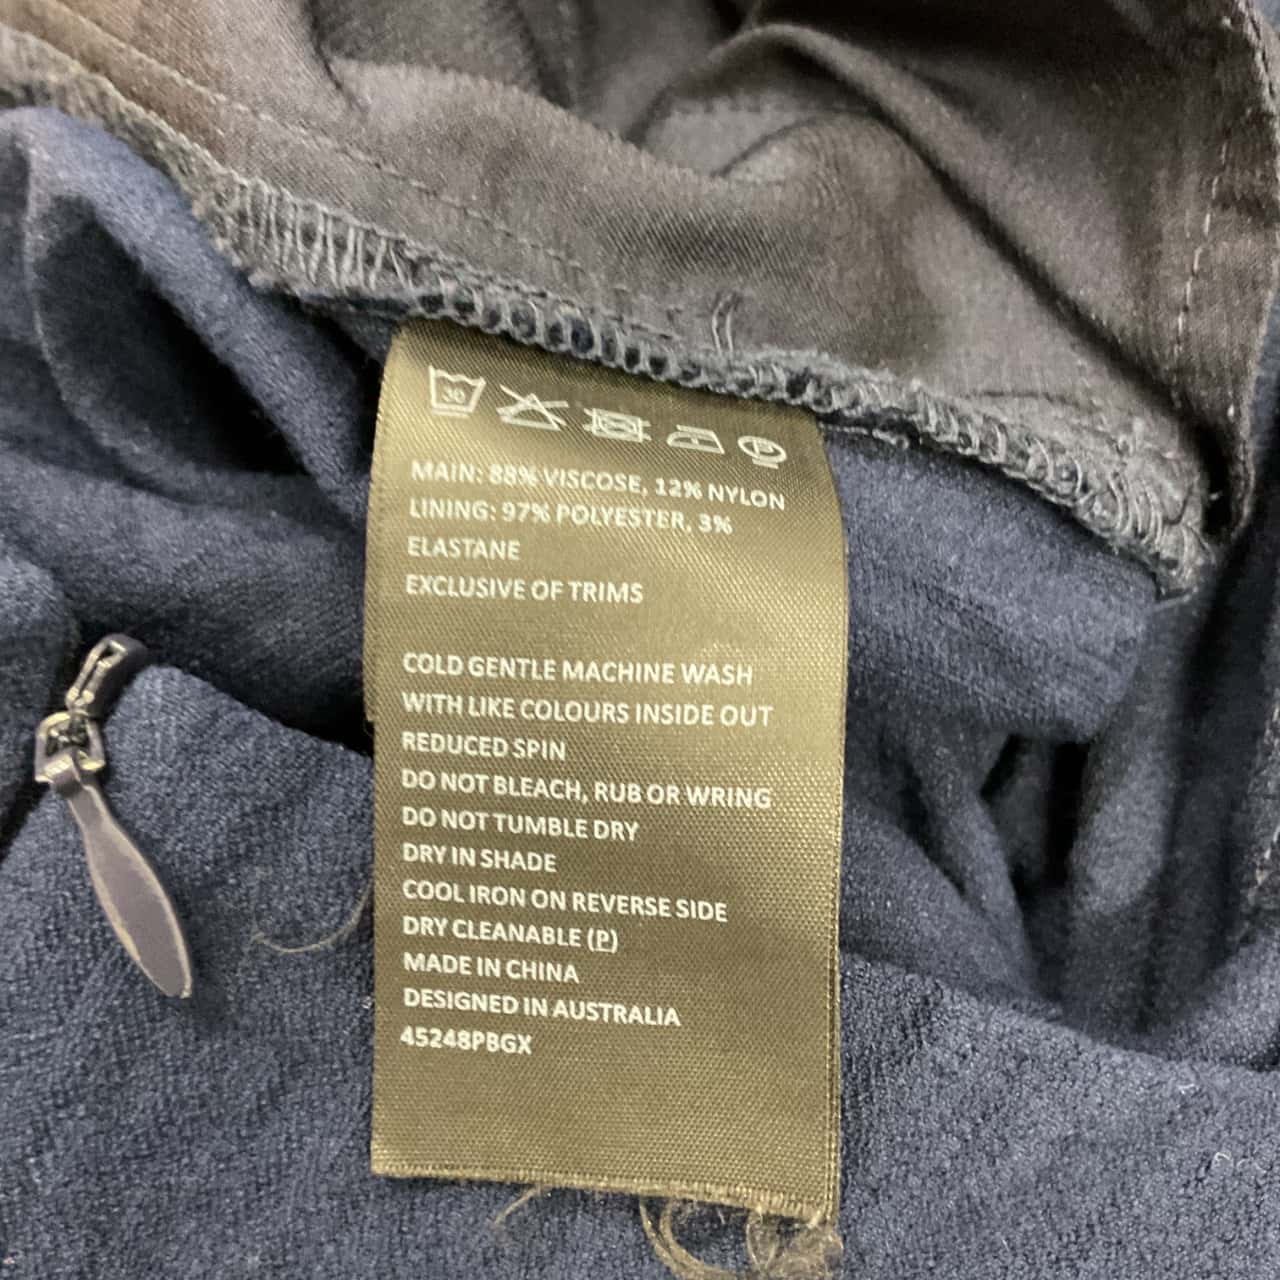 30
P
MAIN: 88% VISCOSE, 12% NYLON
LINING: 97% POLYESTER, 3%
ELASTANE
EXCLUSIVE OF TRIMS
COLD GENTLE MACHINE WASH
WITH LIKE COLOURS INSIDE OUT
REDUCED SPIN
DO NOT BLEACH, RUB OR WRING
DO NOT TUMBLE DRY
DRY IN SHADE
COOL IRON ON REVERSE SIDE
DRY CLEANABLE (P)
MADE IN CHINA
DESIGNED IN AUSTRALIA
45248PBGX